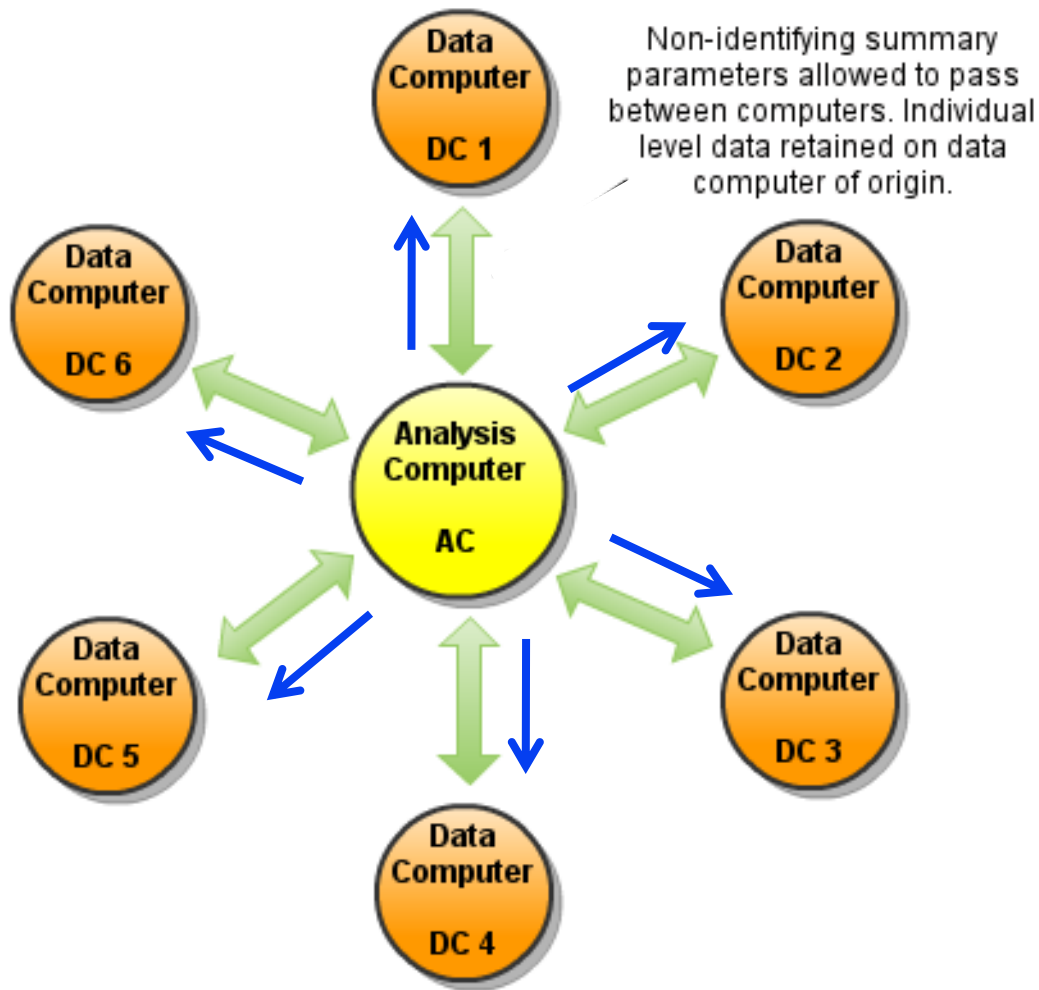 Data
Computer
DC 1
Non-identifying summary
parameters allowed to pass
between computers. Individual
level data retained on data
computer of origin.
Data
Computer
DC 6
Data
Computer
DC 2
Analysis
Computer
AC
Data
Computer
DC 5
Data
Computer
DC 3
Data
Computer
DC 4